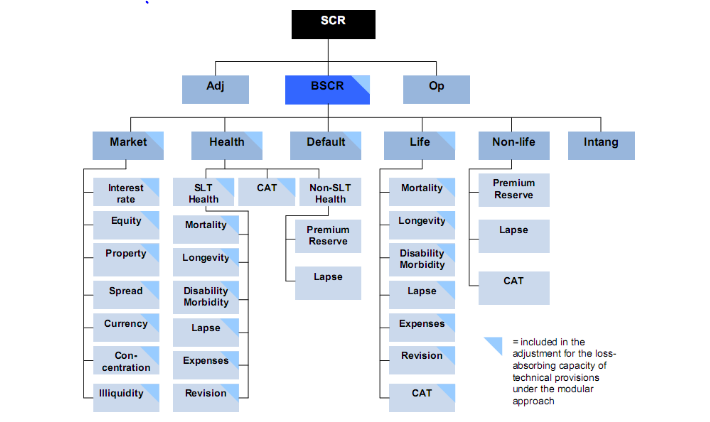 SCR
Adj
BSCR
Op
Market
Health
Default
Life
Non-life
Intang
Interest
rate
Equity
Property
Spread
Currency
Con-
centration
Illiquidity
SLT
Health
CAT
Non-SLT
Health
Mortality
Longevity
Disability
Morbidity
Lapse
Expenses
Revision
Premium
Reserve
Lapse
Mortality
Longevity
Disability
Morbidity
Lapse
Expenses
Revision
CAT
Premium
Reserve
Lapse
CAT
= included in the
adjustment for the loss-
absorbing capacity of
technical provisions
under the modular
approach